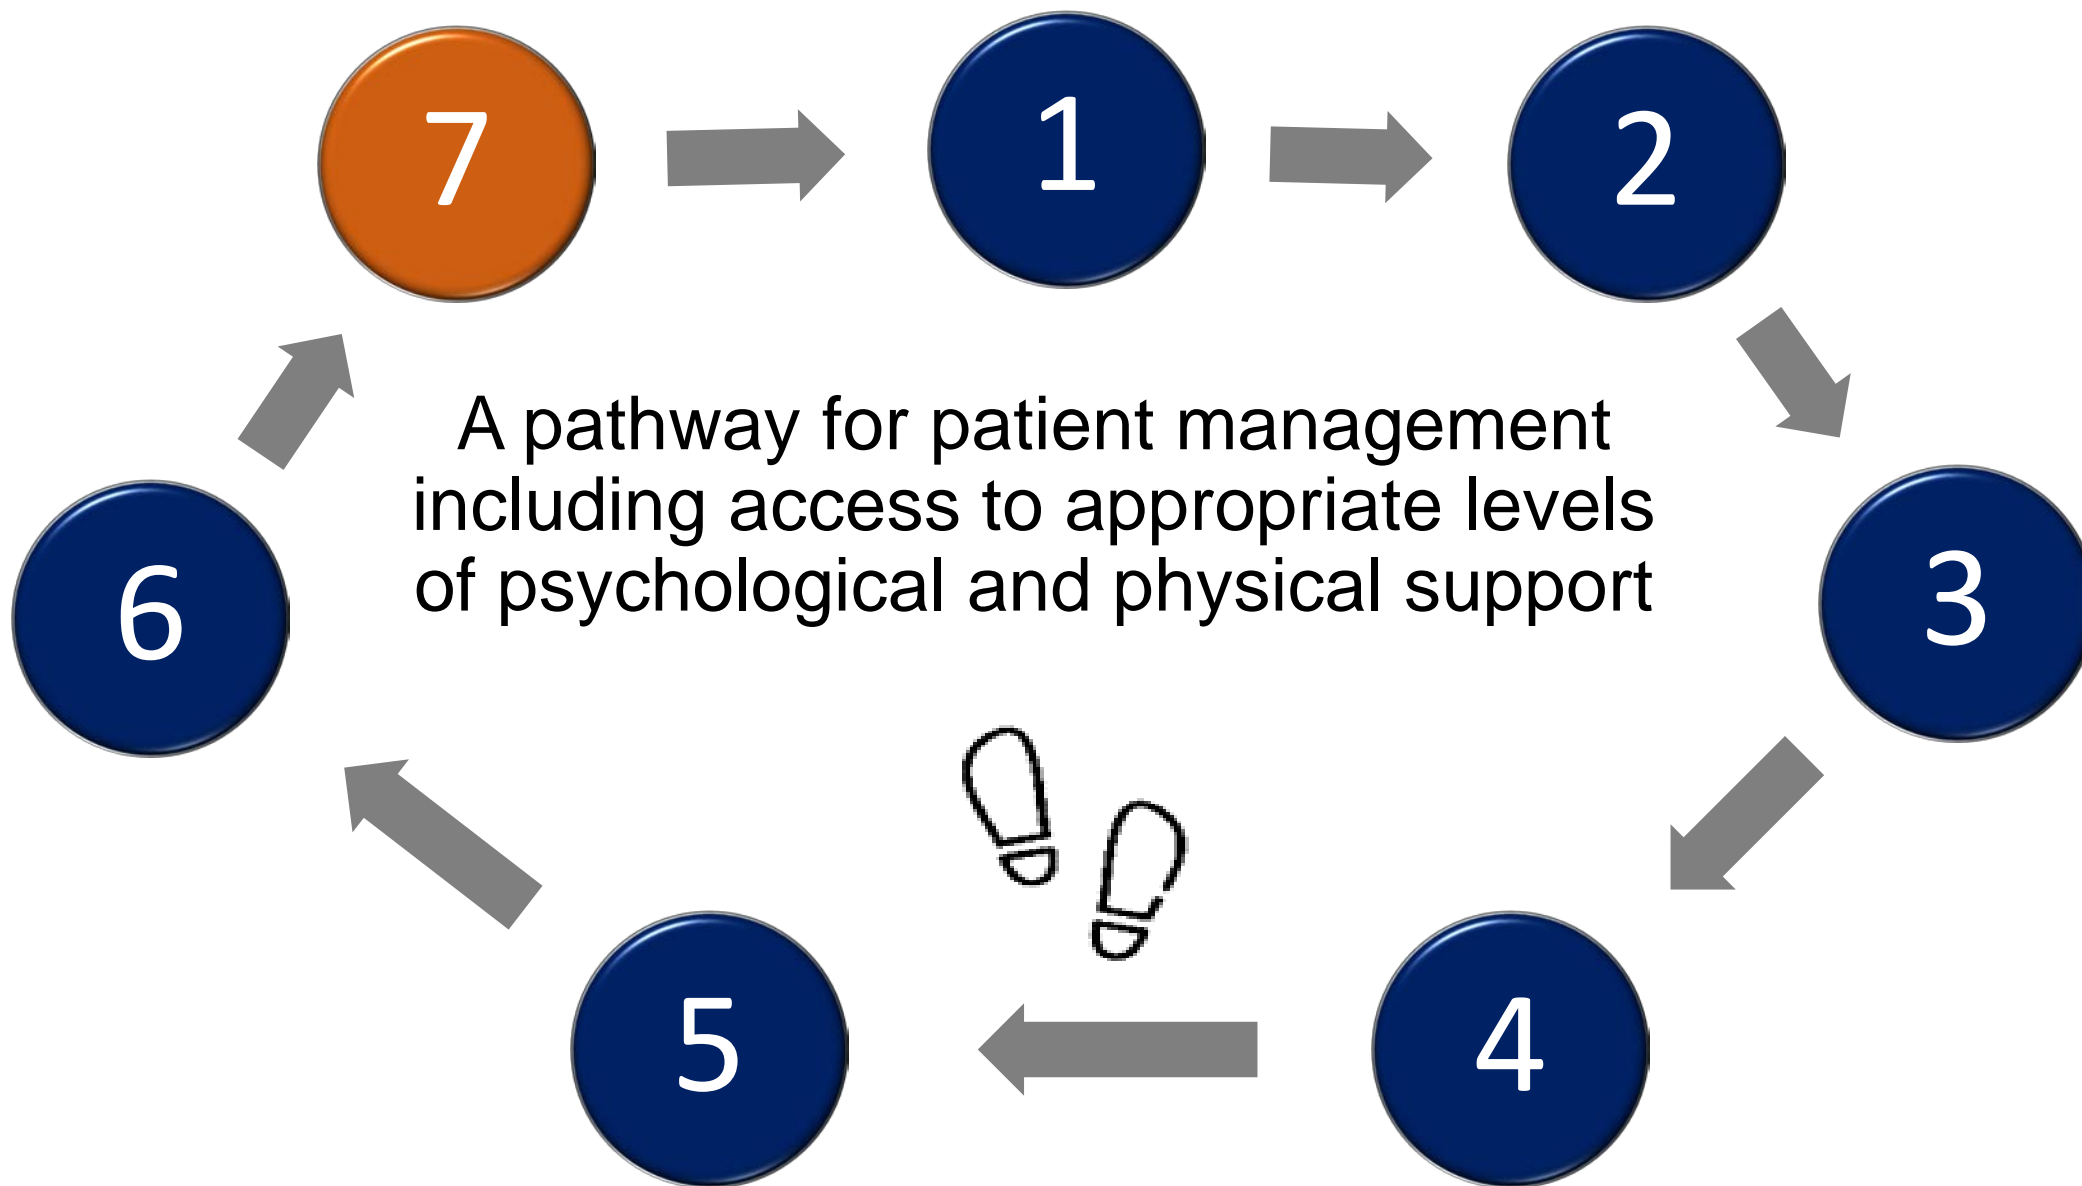 7
1
2
A pathway for patient management
including access to appropriate levels
of psychological and physical support
6
3
5
4